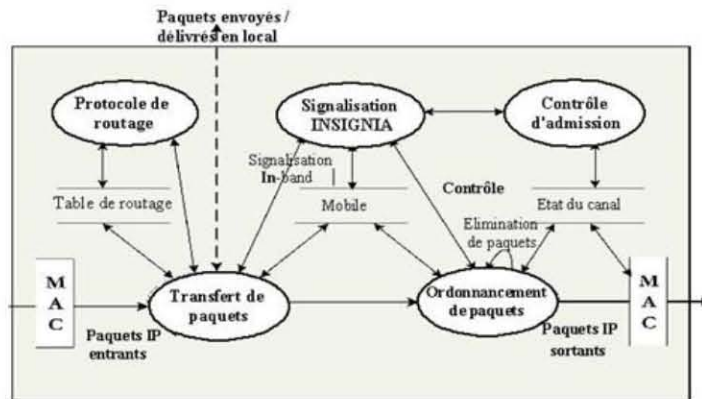 Paquets envoyés /
délivrés en local
Protocole de
routage
Signalisation
INSIGNIA
Contrôle
d'admission
Signalisation
In-band
Contrôle
Table de routage
Mobile
Etat du canal
Elimination
de paquets
M
A
C
Transfert de
paquets
Ordonnancement
de paquets
M
A
C
Paquets IP
entrants
Paquets IP
sortants